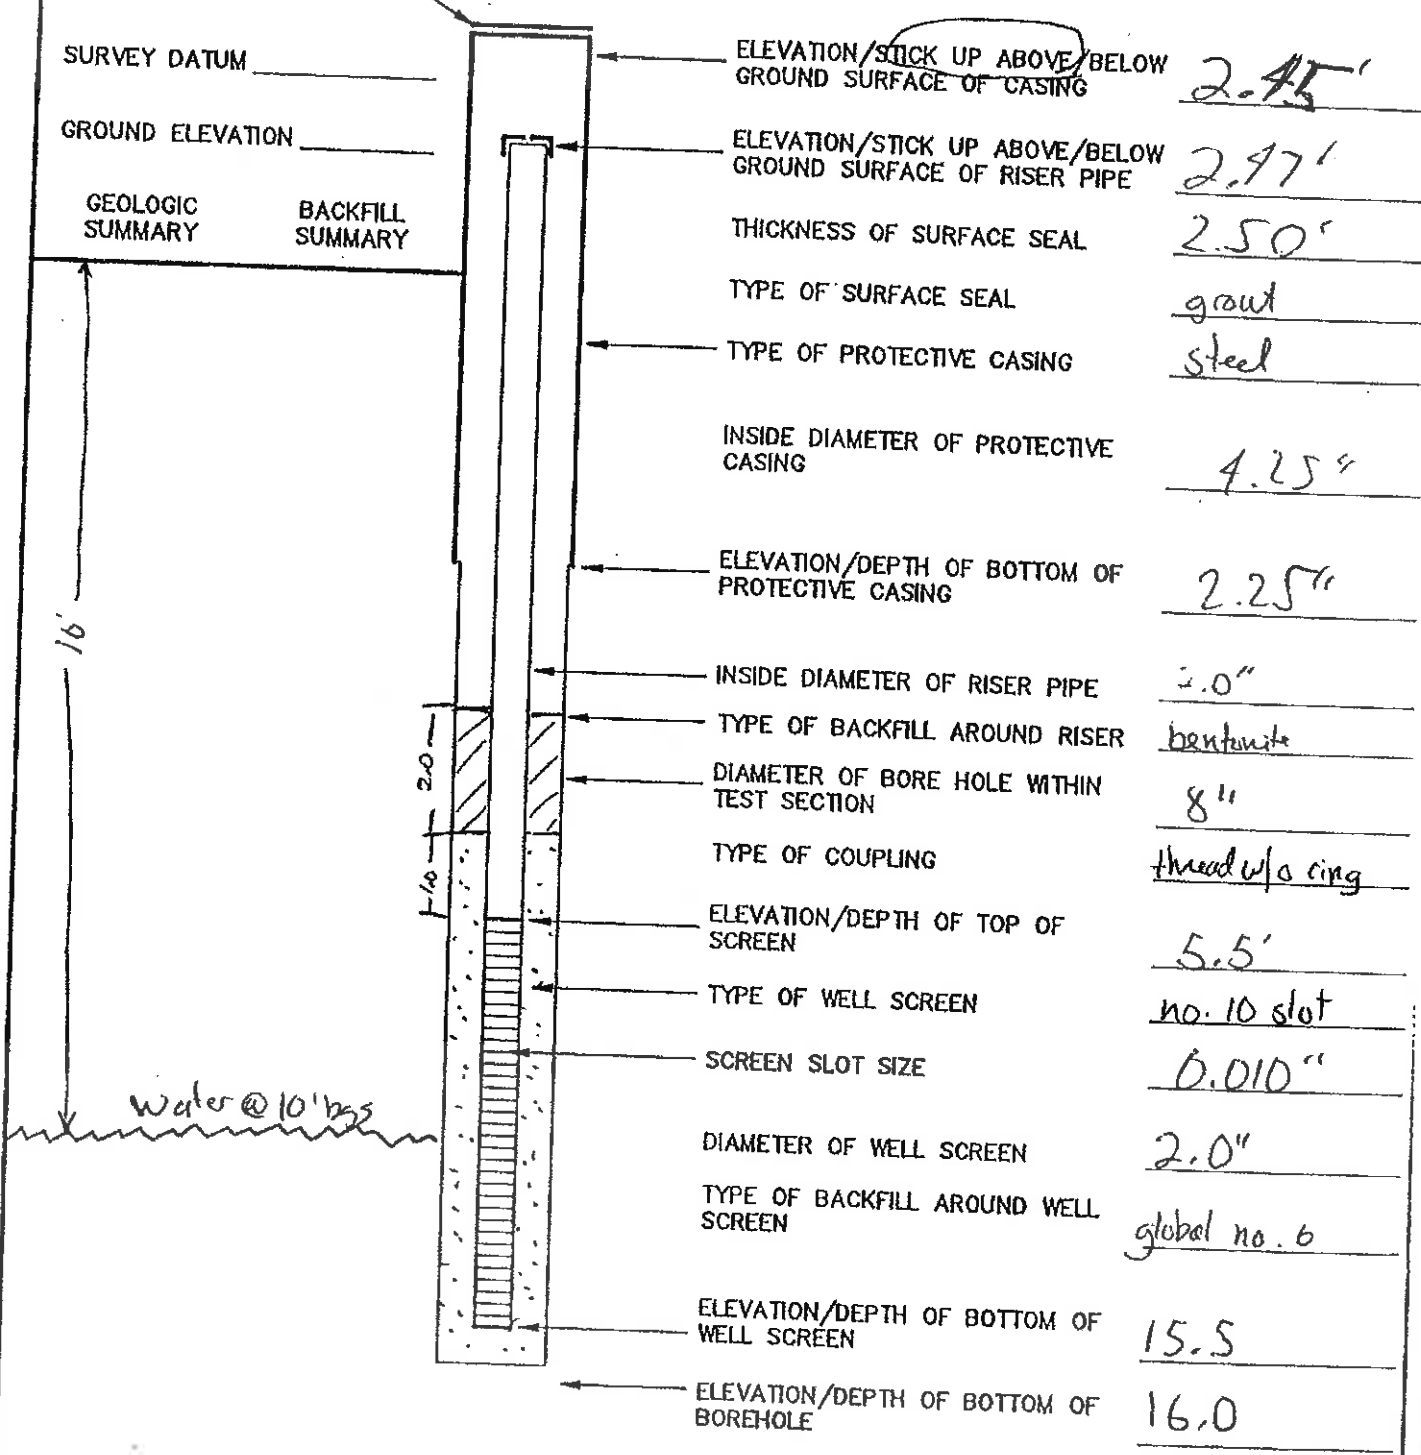 SURVEY DATUM
GROUND ELEVATION
GEOLOGIC SUMMARY
BACKFILL SUMMARY
ELEVATION/STICK UP ABOVE/BELOW
GROUND SURFACE OF CASING
ELEVATION/STICK UP ABOVE/BELOW
GROUND SURFACE OF RISER PIPE
THICKNESS OF SURFACE SEAL 2.50'
TYPE OF SURFACE SEAL grout
TYPE OF PROTECTIVE CASING steel
INSIDE DIAMETER OF PROTECTIVE
CASING 4.25"
ELEVATION/DEPTH OF BOTTOM OF
PROTECTIVE CASING 2.25"
16'
INSIDE DIAMETER OF RISER PIPE
TYPE OF BACKFILL AROUND RISER bentonite
2.0
DIAMETER OF BORE HOLE WITHIN
TEST SECTION 8"
TYPE OF COUPLING thread w/o ring
1.0
ELEVATION/DEPTH OF TOP OF
SCREEN 5.5'
TYPE OF WELL SCREEN no. 10 slot
SCREEN SLOT SIZE 0.010"
Water @ 10' bgs
DIAMETER OF WELL SCREEN 2.0"
TYPE OF BACKFILL AROUND WELL
SCREEN global no. 6
ELEVATION/DEPTH OF BOTTOM OF
WELL SCREEN 15.5
ELEVATION/DEPTH OF BOTTOM OF
BOREHOLE 16.0